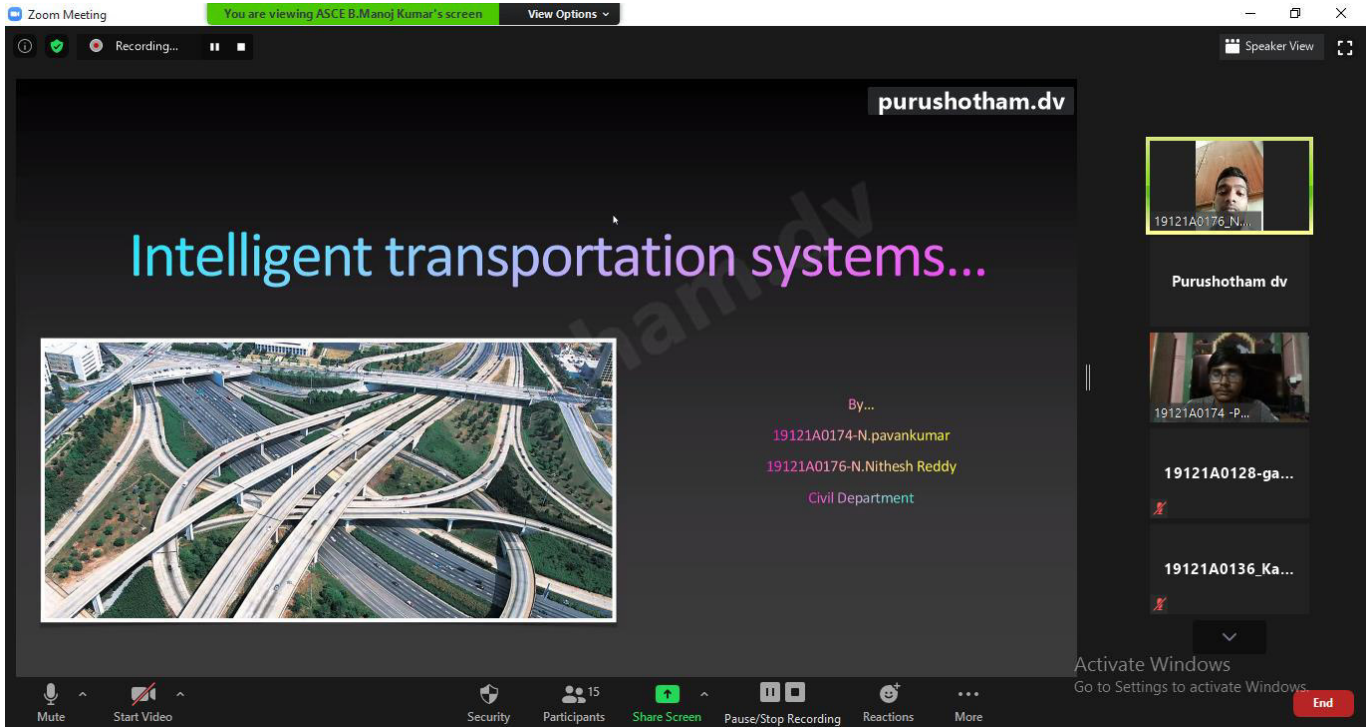 Zoom Meeting
You are viewing ASCE B.Manoj Kumar's screen
View Options
Recording...
Speaker View
purushotham.dv
ham.dv
Intelligent transportation systems...
By...
19121A0174-N.pavankumar
19121A0176-N.Nithesh Reddy
Civil Department
19121A0176_N....
Purushotham dv
19121A0174 -P...
19121A0128-ga...
19121A0136_Ka...
Activate Windows
Go to Settings to activate Windows.
Mute
Start Video
Security
15
Participants
Share Screen
Pause/Stop Recording
Reactions
More
End